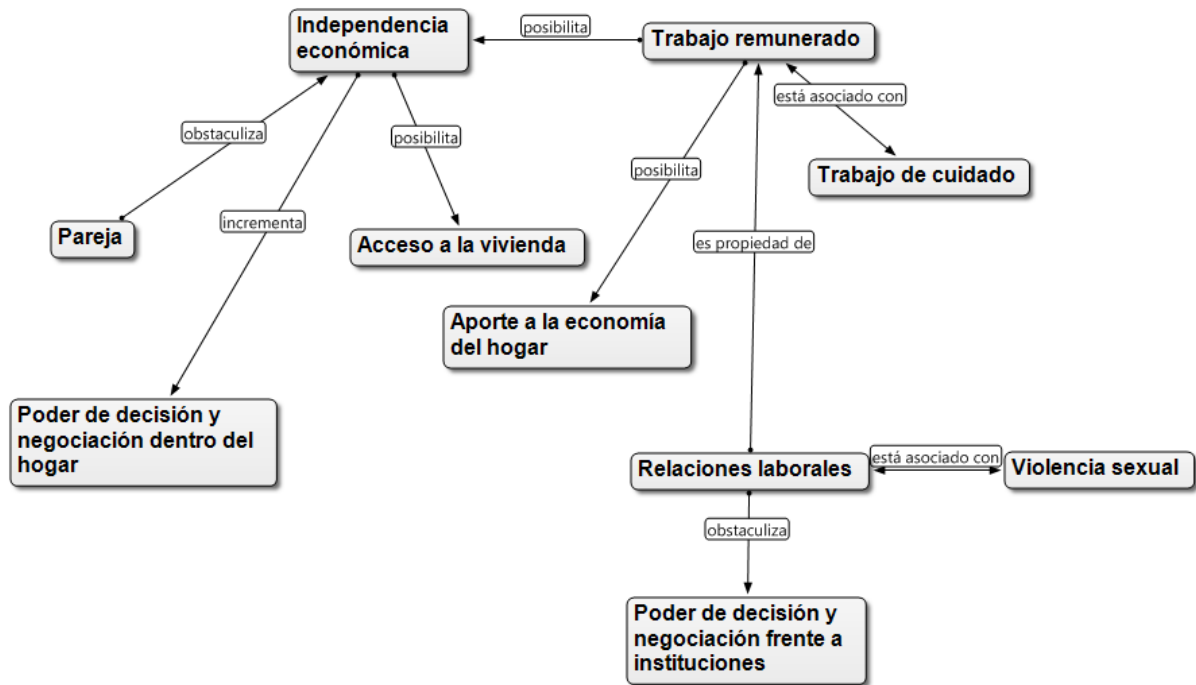 Independencia
económica
posibilita
Trabajo remunerado
está asociado con
obstaculiza
posibilita
posibilita
Trabajo de cuidado
Pareja
incrementa
Acceso a la vivienda
es propiedad de
Aporte a la economía
del hogar
Poder de decisión y
negociación dentro del
hogar
Relaciones laborales
está asociado con
Violencia sexual
obstaculiza
Poder de decisión y
negociación frente a
instituciones